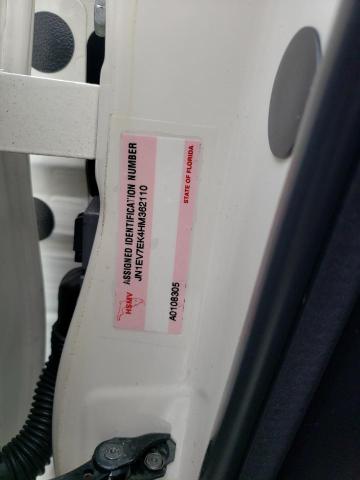 ASSIGNED IDENTIFICATION NUMBER
JN1EV7EK4HM362110
HSMV
STATE OF FLORIDA
A0108305